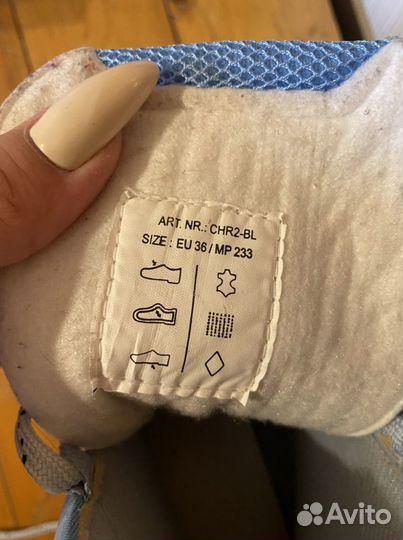 ART. NR.: CHR2-BL
SIZE : EU 36 / MP 233
Avito